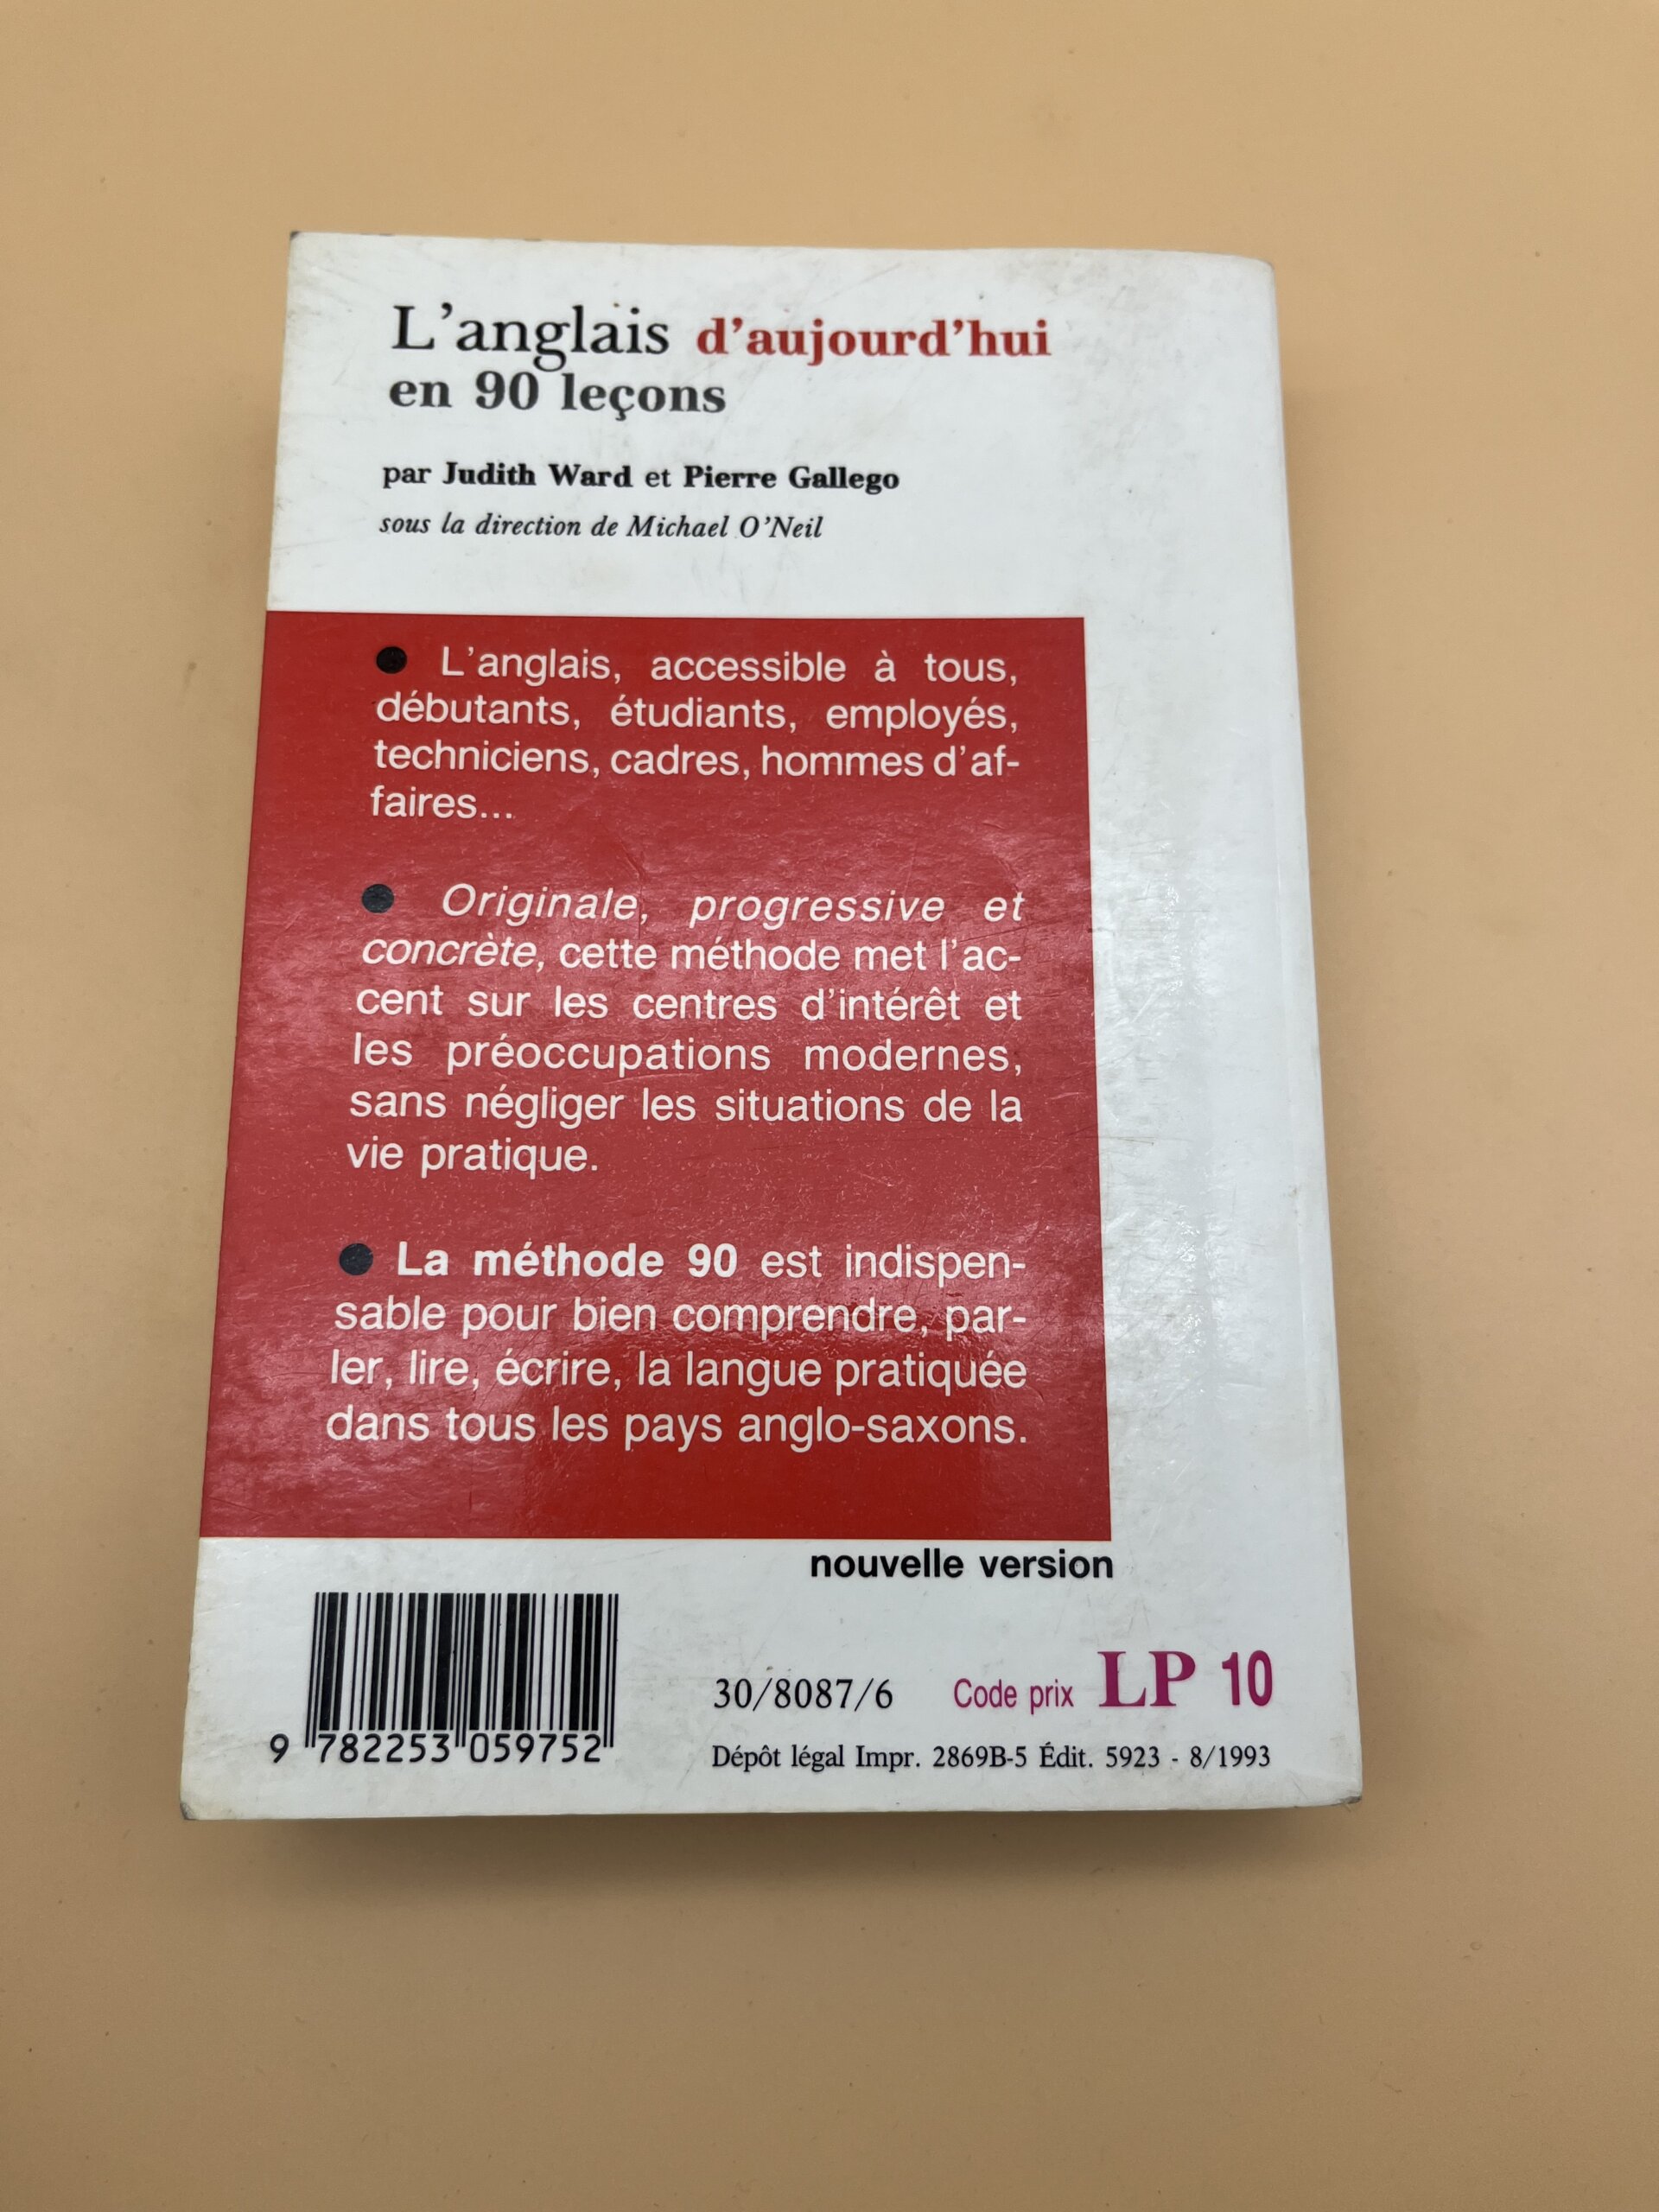 L'anglais d'aujourd'hui
en 90 leçons
par Judith Ward et Pierre Gallego
sous la direction de Michael O'Neil
● L'anglais, accessible à tous,
débutants, étudiants, employés,
techniciens, cadres, hommes d'af-
faires...
● Originale, progressive et
concrète, cette méthode met l'ac-
cent sur les centres d'intérêt et
les préoccupations modernes,
sans négliger les situations de la
vie pratique.
● La méthode 90 est indispen-
sable pour bien comprendre, par-
ler, lire, écrire, la langue pratiquée
dans tous les pays anglo-saxons.
nouvelle version
30/8087/6 Code prix LP 10
9 782253 059752
Dépôt légal Impr. 2869B-5 Édit. 5923 - 8/1993